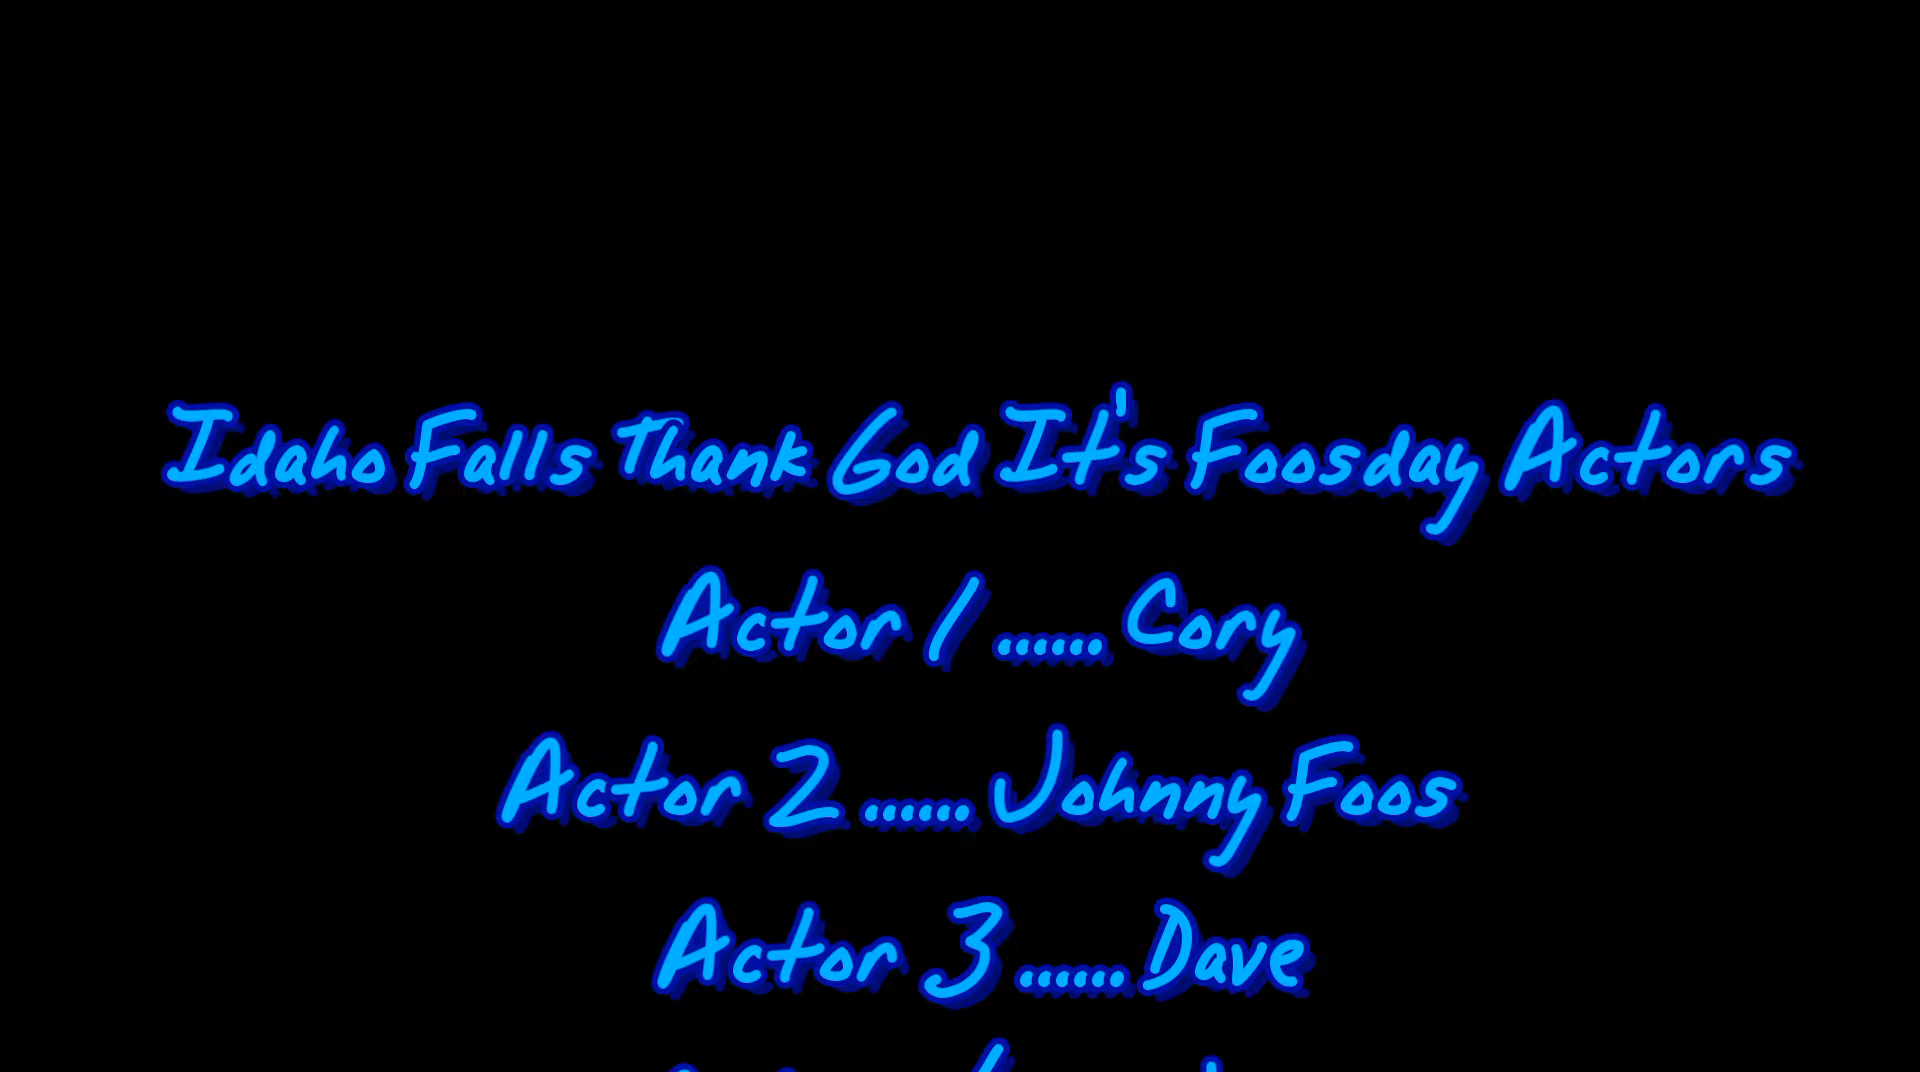 Idaho Falls Thank God It's Foosday Actors
Actor 1 ...... Cory
Actor 2 ...... Johnny Foos
Actor 3 ...... Dave